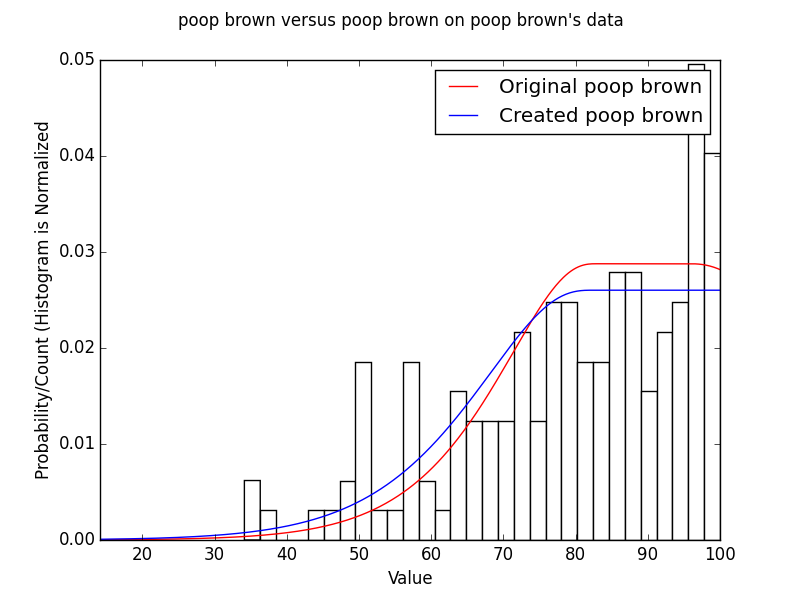 poop brown versus poop brown on poop brown's data
0.05
0.04
0.03
0.02
0.01
0.00
Probability/Count (Histogram is Normalized
Original poop brown
Created poop brown
20 30 40 50 60 70 80 90 100
Value